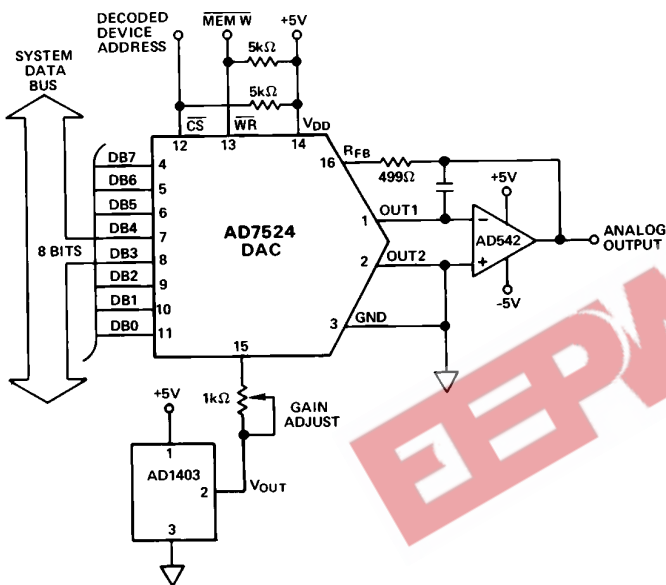 DECODED
DEVICE
ADDRESS
MEM W
+5V
5kΩ
5kΩ
SYSTEM
DATA
BUS
CS
WR
VDD
12
13
14
DB7
4
DB6
5
DB5
6
DB4
7
DB3
8
DB2
9
DB1
10
DB0
11
8 BITS
AD7524
DAC
16
RFB
499Ω
1
OUT1
2
OUT2
3
GND
+5V
−
AD542
+
-5V
ANALOG
OUTPUT
15
1kΩ
GAIN
ADJUST
+5V
1
AD1403
2
VOUT
3
EEPW